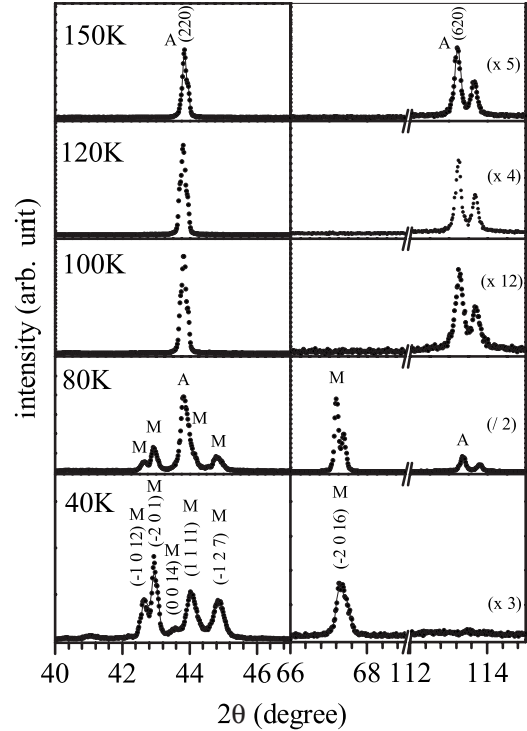 150K
A (220)
A (620)
(x 5)
120K
(x 4)
100K
(x 12)
80K
M M A M M
M
A
(/ 2)
40K
M (-1 0 12)
M (-2 0 1)
M (0 0 14)
M (1 1 11)
M (-1 2 7)
M (-2 0 16)
(x 3)
intensity (arb. unit)
40 42 44 46 66 68 112 114
2θ (degree)